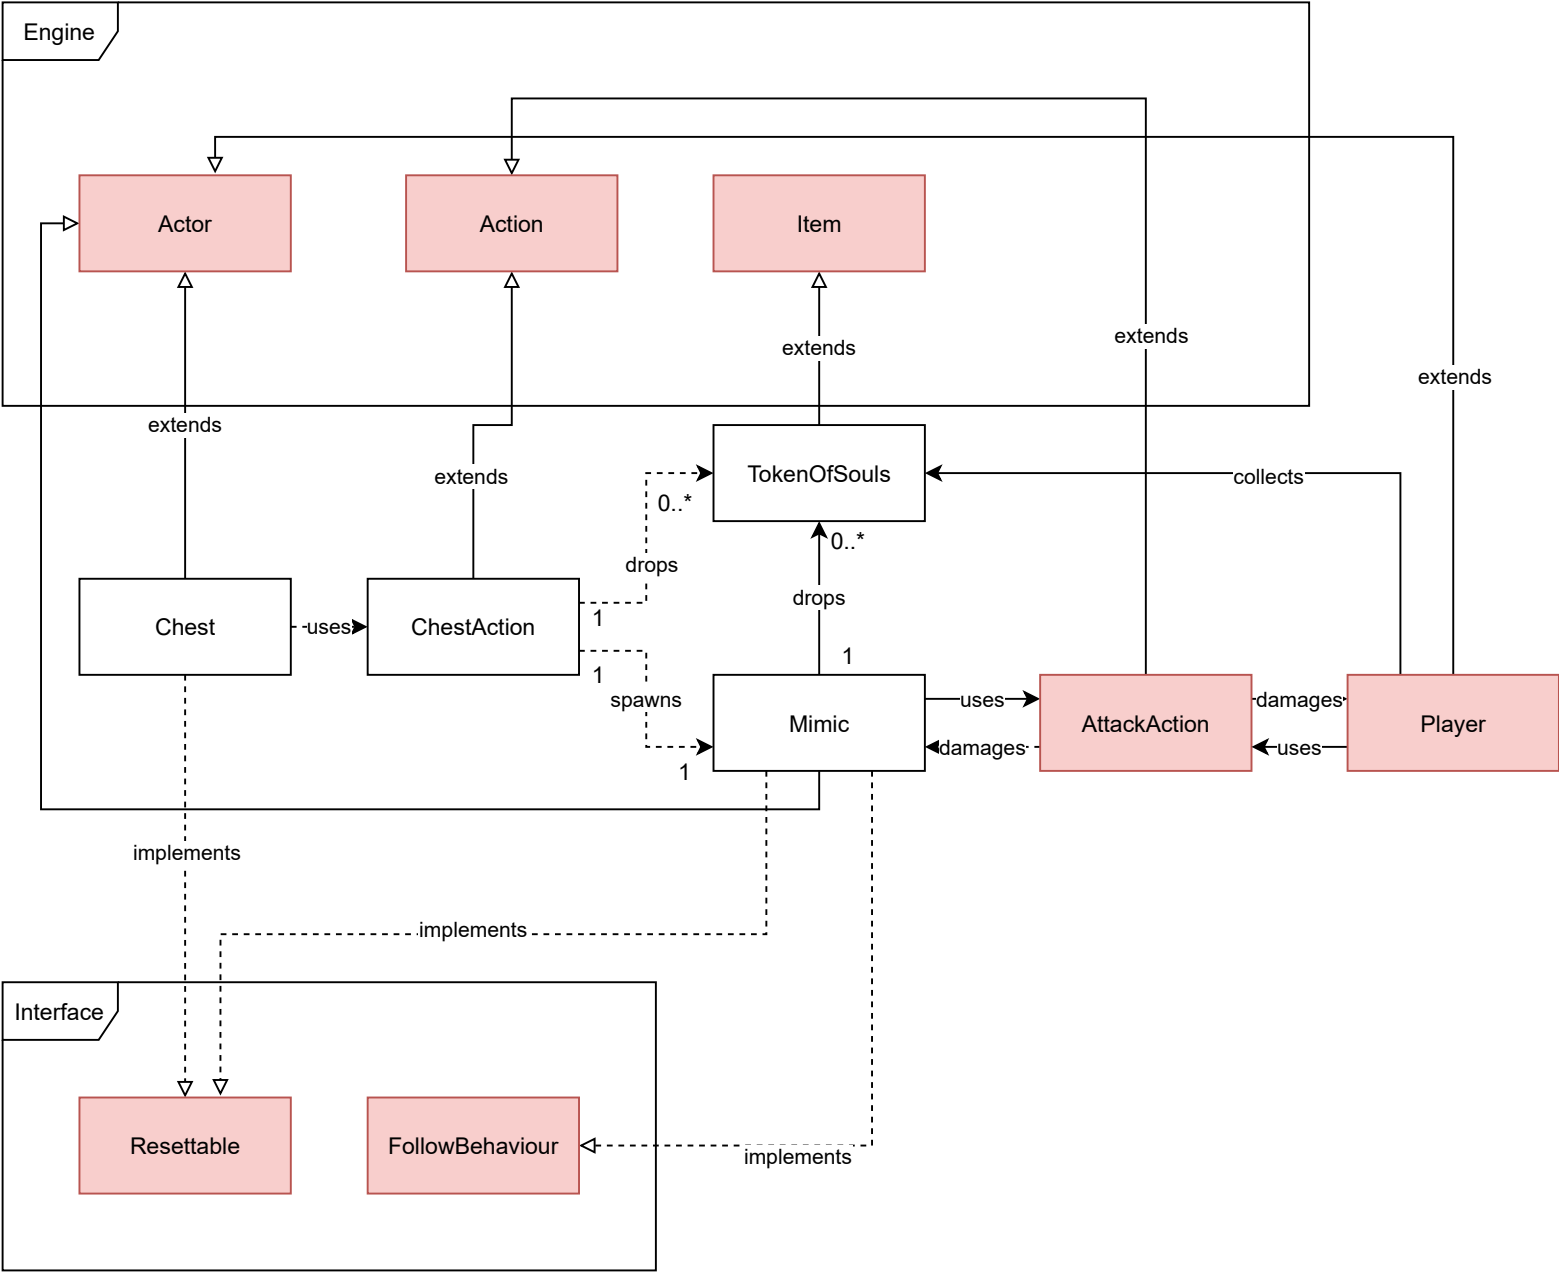 Engine
Actor
Action
Item
extends
extends
extends
extends
extends
TokenOfSouls
collects
0..*
0..*
drops
drops
Chest
uses
ChestAction
1
1
1
spawns
Mimic
uses
AttackAction
damages
Player
damages
uses
1
implements
implements
Interface
Resettable
FollowBehaviour
implements